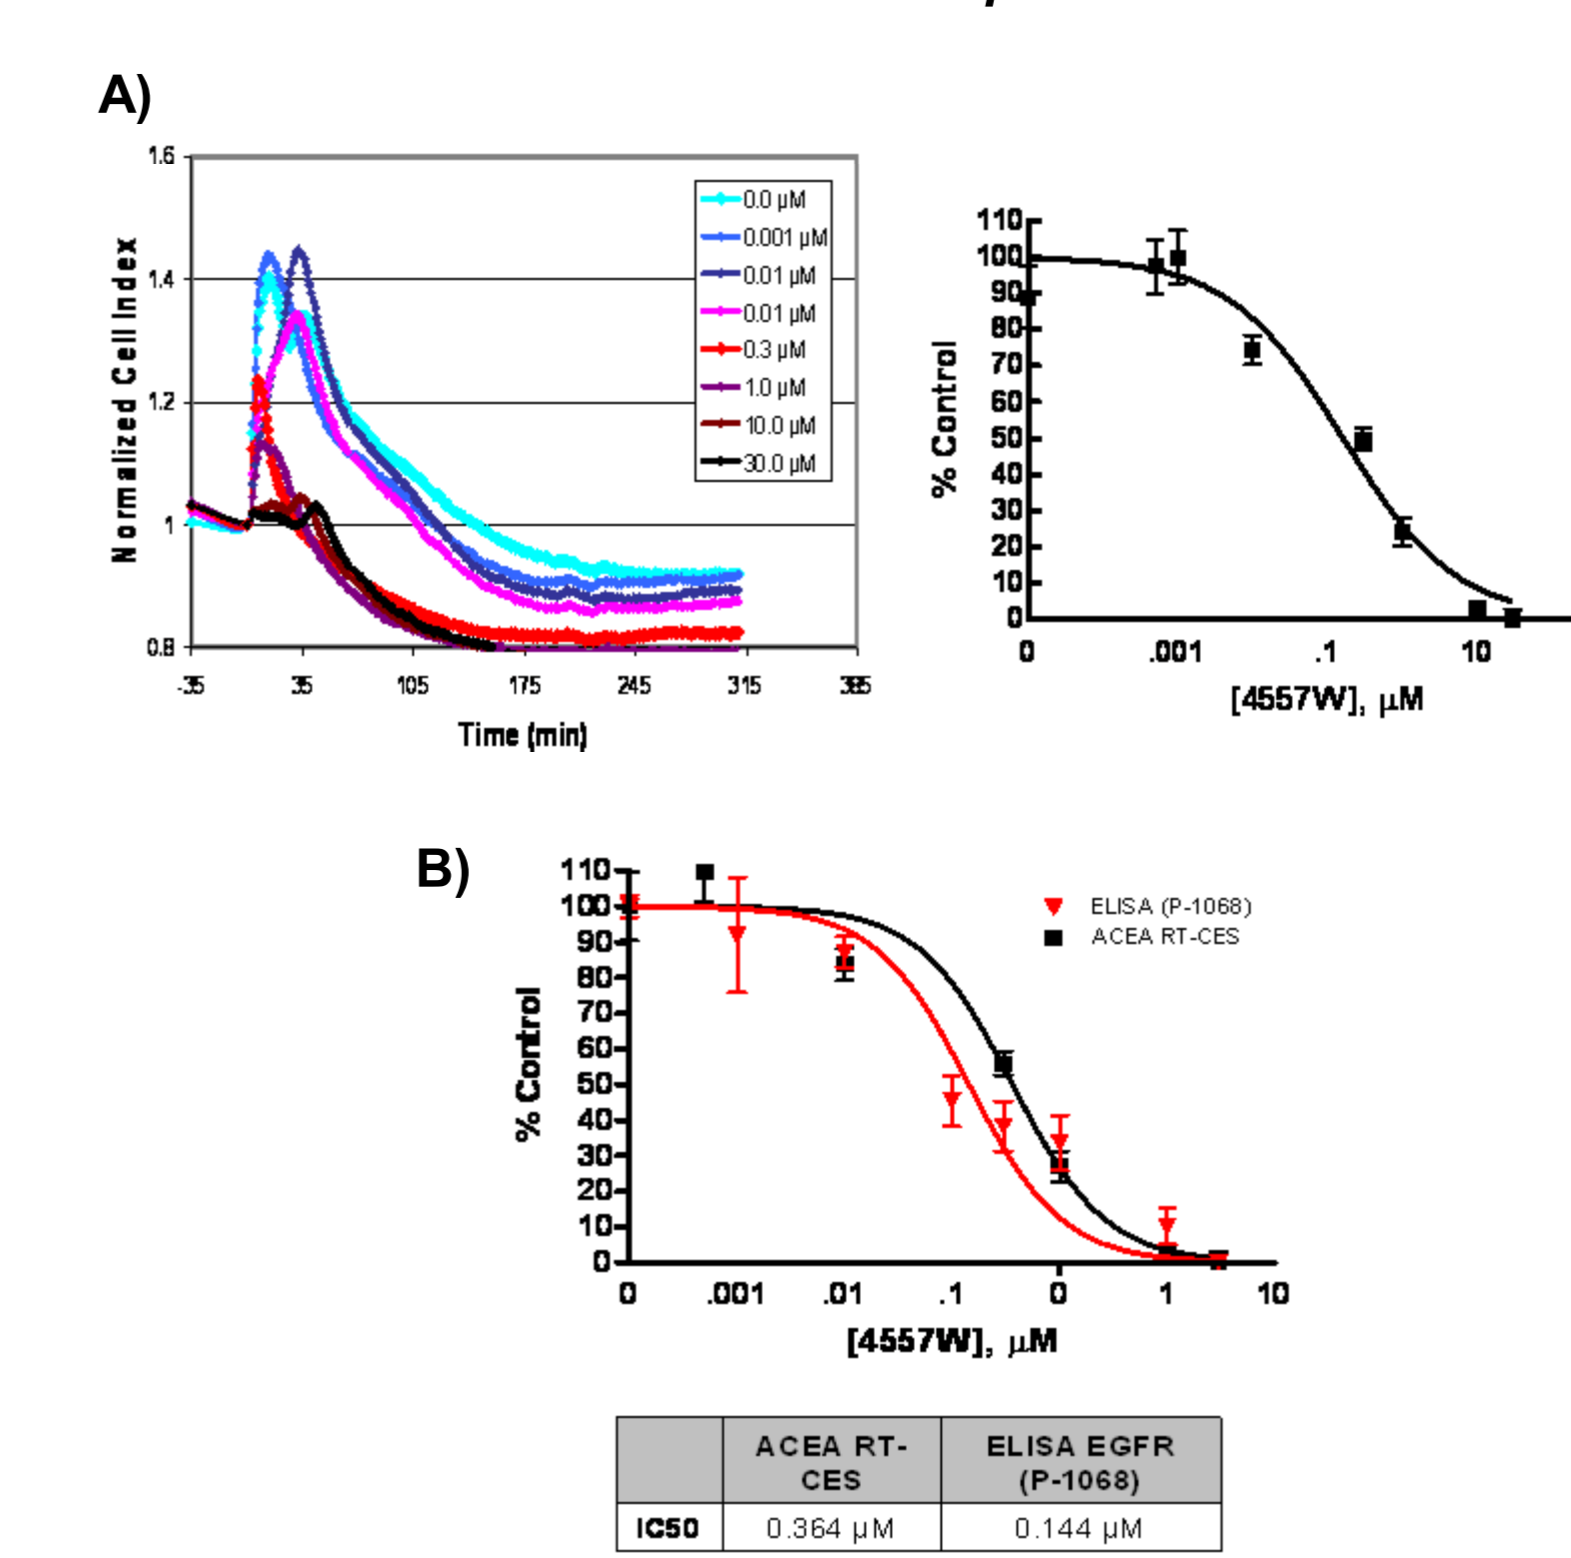 A)
1.6
1.4
1.2
1
0.8
Normalized Cell Index
-35
35
105
175
245
315
385
Time (min)
0.0 µM
0.001 µM
0.01 µM
0.01 µM
0.3 µM
1.0 µM
10.0 µM
30.0 µM
110
100
90
80
70
60
50
40
30
20
10
0
% Control
0
.001
.1
10
[4557W], µM
B)
110
100
90
80
70
60
50
40
30
20
10
0
% Control
0
.001
.01
.1
0
1
10
[4557W], µM
ELISA (P-1068)
ACEA RT-CES
ACEA RT-
CES
ELISA EGFR
(P-1068)
IC50
0.364 µM
0.144 µM